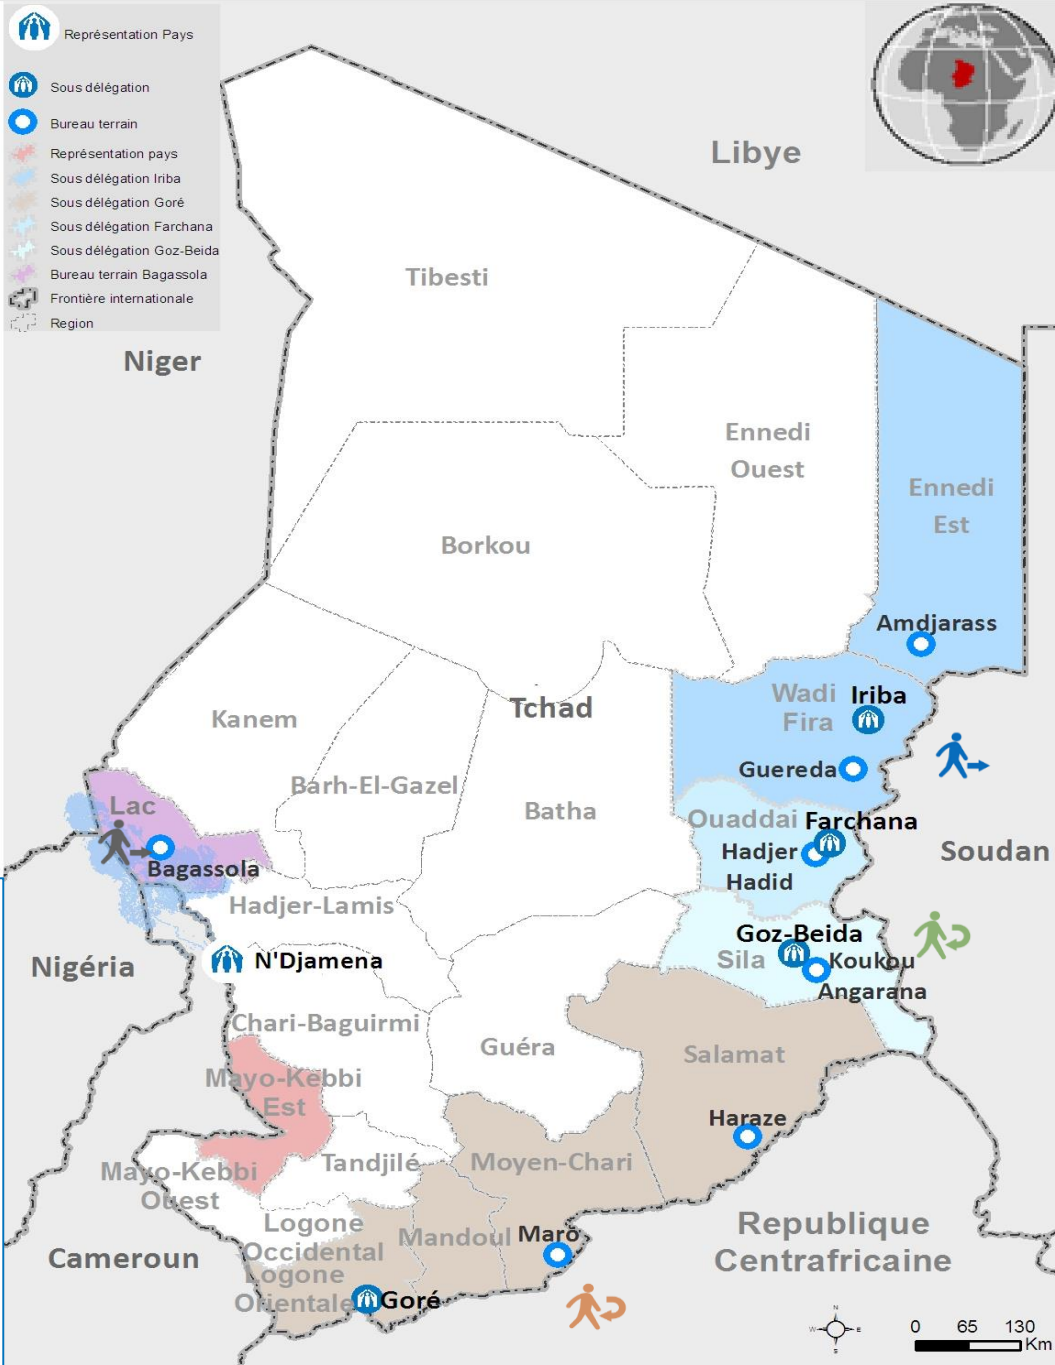 Représentation Pays
Sous délégation
Bureau terrain
Représentation pays
Sous délégation Iriba
Sous délégation Goré
Sous délégation Farchana
Sous délégation Goz-Beida
Bureau terrain Bagassola
Frontière internationale
Region
Libye
Tibesti
Niger
Ennedi
Ouest
Ennedi
Est
Borkou
Amdjarass
Wadi
Fira
Iriba
Kanem
Tchad
Guereda
Barh-El-Gazel
Lac
Batha
Ouaddai
Farchana
Hadjer
Hadid
Soudan
Bagassola
Hadjer-Lamis
Goz-Beida
Sila
Koukou
Angarana
Nigéria
N'Djamena
Chari-Baguirmi
Guéra
Salamat
Mayo-Kebbi
Est
Haraze
Mayo-Kebbi
Ouest
Tandjilé
Moyen-Chari
Logone
Occidental
Mandoul
Maro
Republique
Centrafricaine
Cameroun
Logone
Orientale
Goré
N
W
E
S
0 65 130
Km